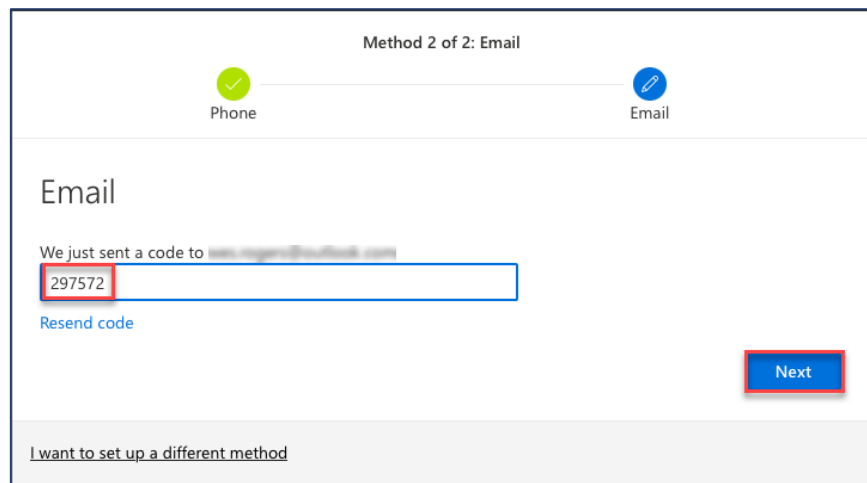 Method 2 of 2: Email
Phone
Email
Email
We just sent a code to
297572
Resend code
Next
I want to set up a different method